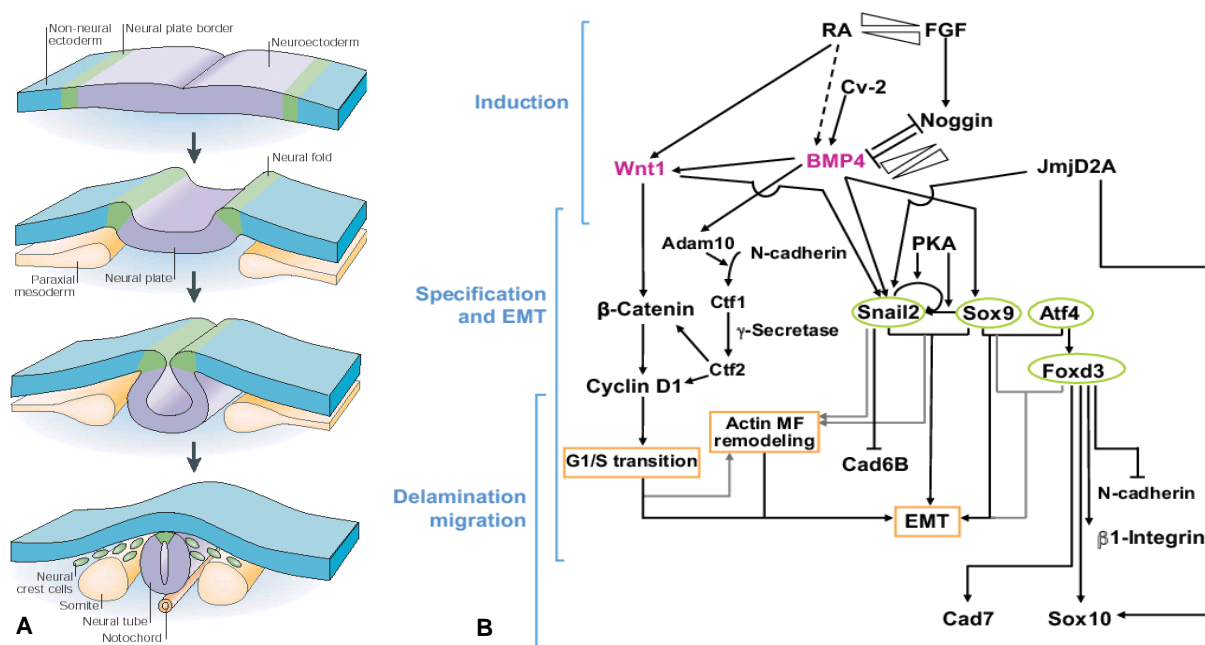 Non-neural
ectoderm
Neural plate border
Neuroectoderm
Neural fold
Paraxial
mesoderm
Neural plate
Neural
crest cells
Somite
Neural tube
Notochord
A
Induction
Specification
and EMT
Delamination
migration
RA
FGF
Cv-2
Noggin
Wnt1
BMP4
JmjD2A
Adam10
N-cadherin
PKA
Ctf1
β-Catenin
γ-Secretase
Snail2
Sox9
Atf4
Ctf2
Foxd3
Cyclin D1
Actin MF
remodeling
G1/S transition
Cad6B
N-cadherin
EMT
β1-Integrin
Cad7
Sox10
B